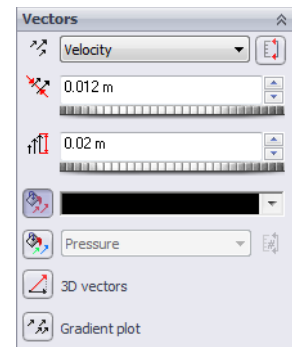 Vectors
Velocity
0.012 m
0.02 m
Pressure
3D vectors
Gradient plot